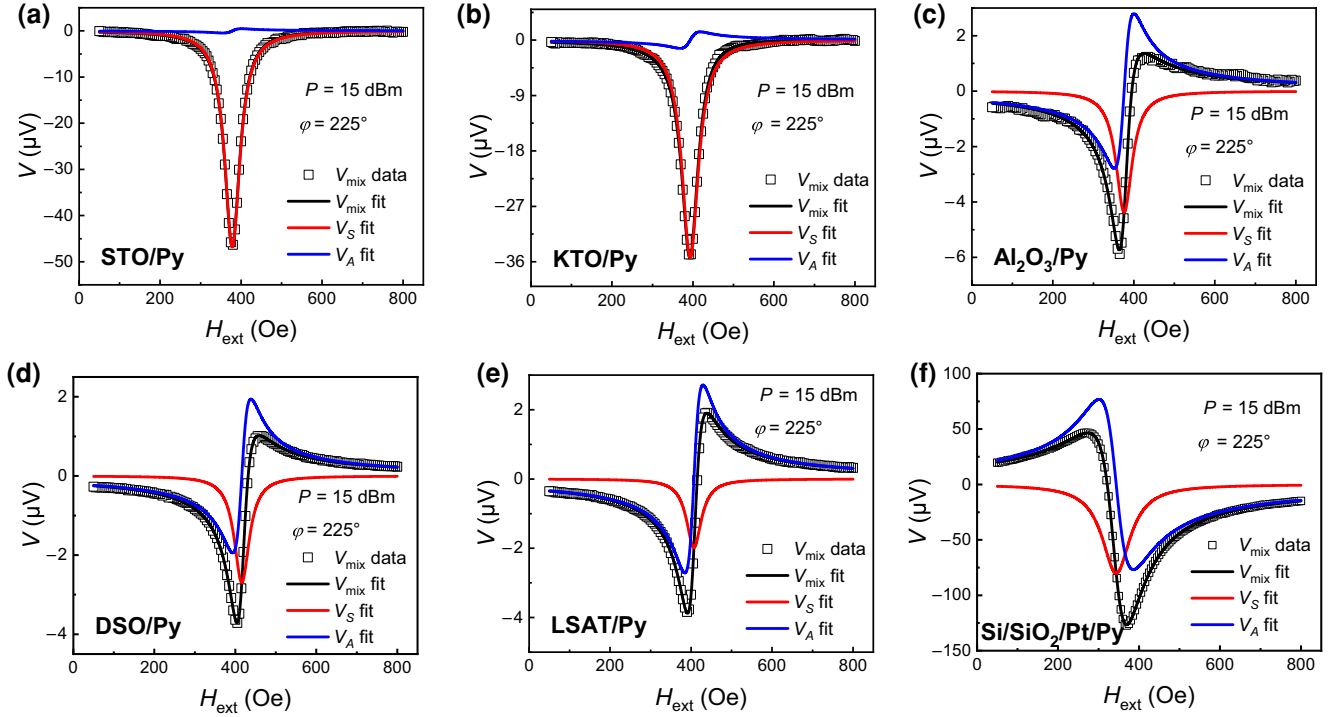 (a)
0
−10
−20
−30
−40
−50
V (μV)
P = 15 dBm
φ = 225°
V_mix data
V_mix fit
V_S fit
V_A fit
STO/Py
0 200 400 600 800
H_ext (Oe)
(b)
0
−9
−18
−27
−36
V (μV)
P = 15 dBm
φ = 225°
V_mix data
V_mix fit
V_S fit
V_A fit
KTO/Py
0 200 400 600 800
H_ext (Oe)
(c)
2
0
−2
−4
−6
V (μV)
P = 15 dBm
φ = 225°
V_mix data
V_mix fit
V_S fit
V_A fit
Al₂O₃/Py
0 200 400 600 800
H_ext (Oe)
(d)
2
0
−2
−4
V (μV)
P = 15 dBm
φ = 225°
V_mix data
V_mix fit
V_S fit
V_A fit
DSO/Py
0 200 400 600 800
H_ext (Oe)
(e)
2
0
−2
−4
V (μV)
P = 15 dBm
φ = 225°
V_mix data
V_mix fit
V_S fit
V_A fit
LSAT/Py
0 200 400 600 800
H_ext (Oe)
(f)
100
75
50
25
0
−25
−50
−75
−100
−125
−150
V (μV)
P = 15 dBm
φ = 225°
V_mix data
V_mix fit
V_S fit
V_A fit
Si/SiO₂/Pt/Py
0 200 400 600 800
H_ext (Oe)